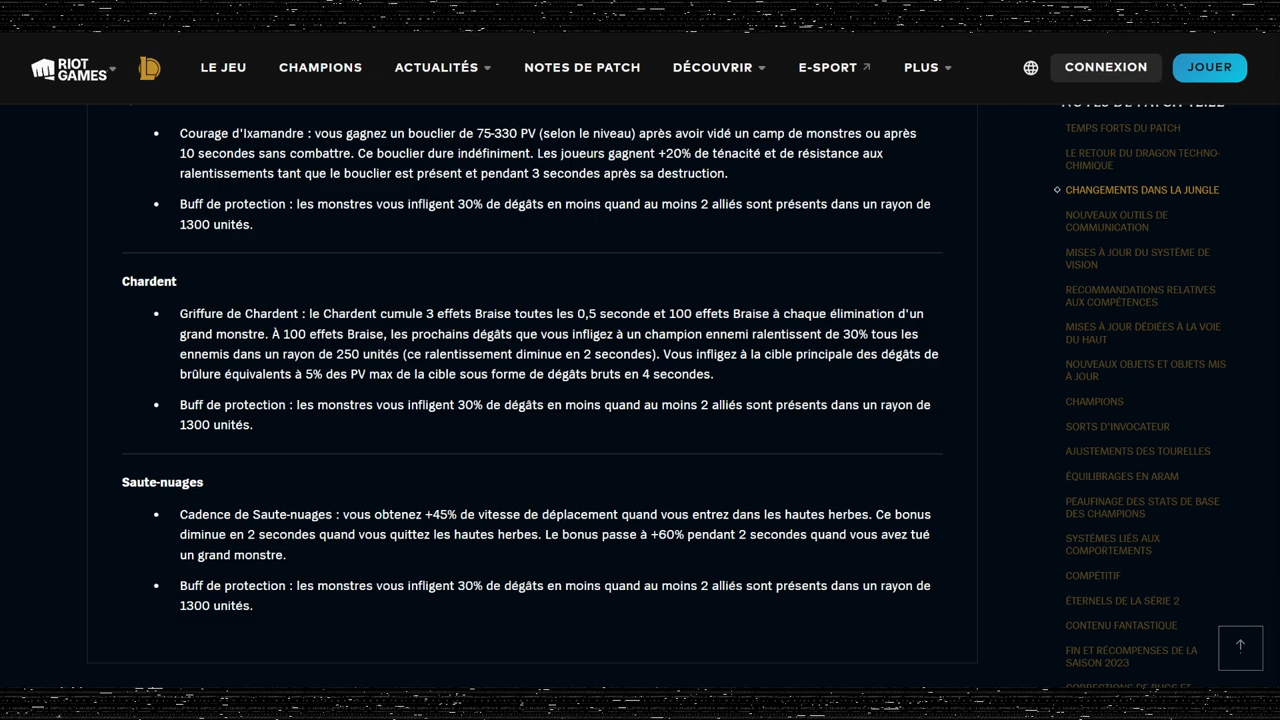 RIOT GAMES
LE JEU
CHAMPIONS
ACTUALITÉS
NOTES DE PATCH
DÉCOUVRIR
E-SPORT
PLUS
CONNEXION
JOUER
Courage d'Ixamandre : vous gagnez un bouclier de 75-330 PV (selon le niveau) après avoir vidé un camp de monstres ou après
10 secondes sans combattre. Ce bouclier dure indéfiniment. Les joueurs gagnent +20% de ténacité et de résistance aux
ralentissements tant que le bouclier est présent et pendant 3 secondes après sa destruction.
Buff de protection : les monstres vous infligent 30% de dégâts en moins quand au moins 2 alliés sont présents dans un rayon de
1300 unités.
Chardent
Griffure de Chardent : le Chardent cumule 3 effets Braise toutes les 0,5 seconde et 100 effets Braise à chaque élimination d'un
grand monstre. À 100 effets Braise, les prochains dégâts que vous infligez à un champion ennemi ralentissent de 30% tous les
ennemis dans un rayon de 250 unités (ce ralentissement diminue en 2 secondes). Vous infligez à la cible principale des dégâts de
brûlure équivalents à 5% des PV max de la cible sous forme de dégâts bruts en 4 secondes.
Buff de protection : les monstres vous infligent 30% de dégâts en moins quand au moins 2 alliés sont présents dans un rayon de
1300 unités.
Saute-nuages
Cadence de Saute-nuages : vous obtenez +45% de vitesse de déplacement quand vous entrez dans les hautes herbes. Ce bonus
diminue en 2 secondes quand vous quittez les hautes herbes. Le bonus passe à +60% pendant 2 secondes quand vous avez tué
un grand monstre.
Buff de protection : les monstres vous infligent 30% de dégâts en moins quand au moins 2 alliés sont présents dans un rayon de
1300 unités.
NOTES DE PATCH
TEMPS FORTS DU PATCH
LE RETOUR DU DRAGON TECHNO-
CHIMIQUE
CHANGEMENTS DANS LA JUNGLE
NOUVEAUX OUTILS DE
COMMUNICATION
MISES À JOUR DU SYSTÈME DE
VISION
RECOMMANDATIONS RELATIVES
AUX COMPÉTENCES
MISES À JOUR DÉDIÉES À LA VOIE
DU HAUT
NOUVEAUX OBJETS ET OBJETS MIS
À JOUR
CHAMPIONS
SORTS D'INVOCATEUR
AJUSTEMENTS DES TOURELLES
ÉQUILIBRAGES EN ARAM
PEAUFINAGE DES STATS DE BASE
DES CHAMPIONS
SYSTÈMES LIÉS AUX
COMPORTEMENTS
COMPÉTITIF
ÉTERNELS DE LA SÉRIE 2
CONTENU FANTASTIQUE
FIN ET RÉCOMPENSES DE LA
SAISON 2023